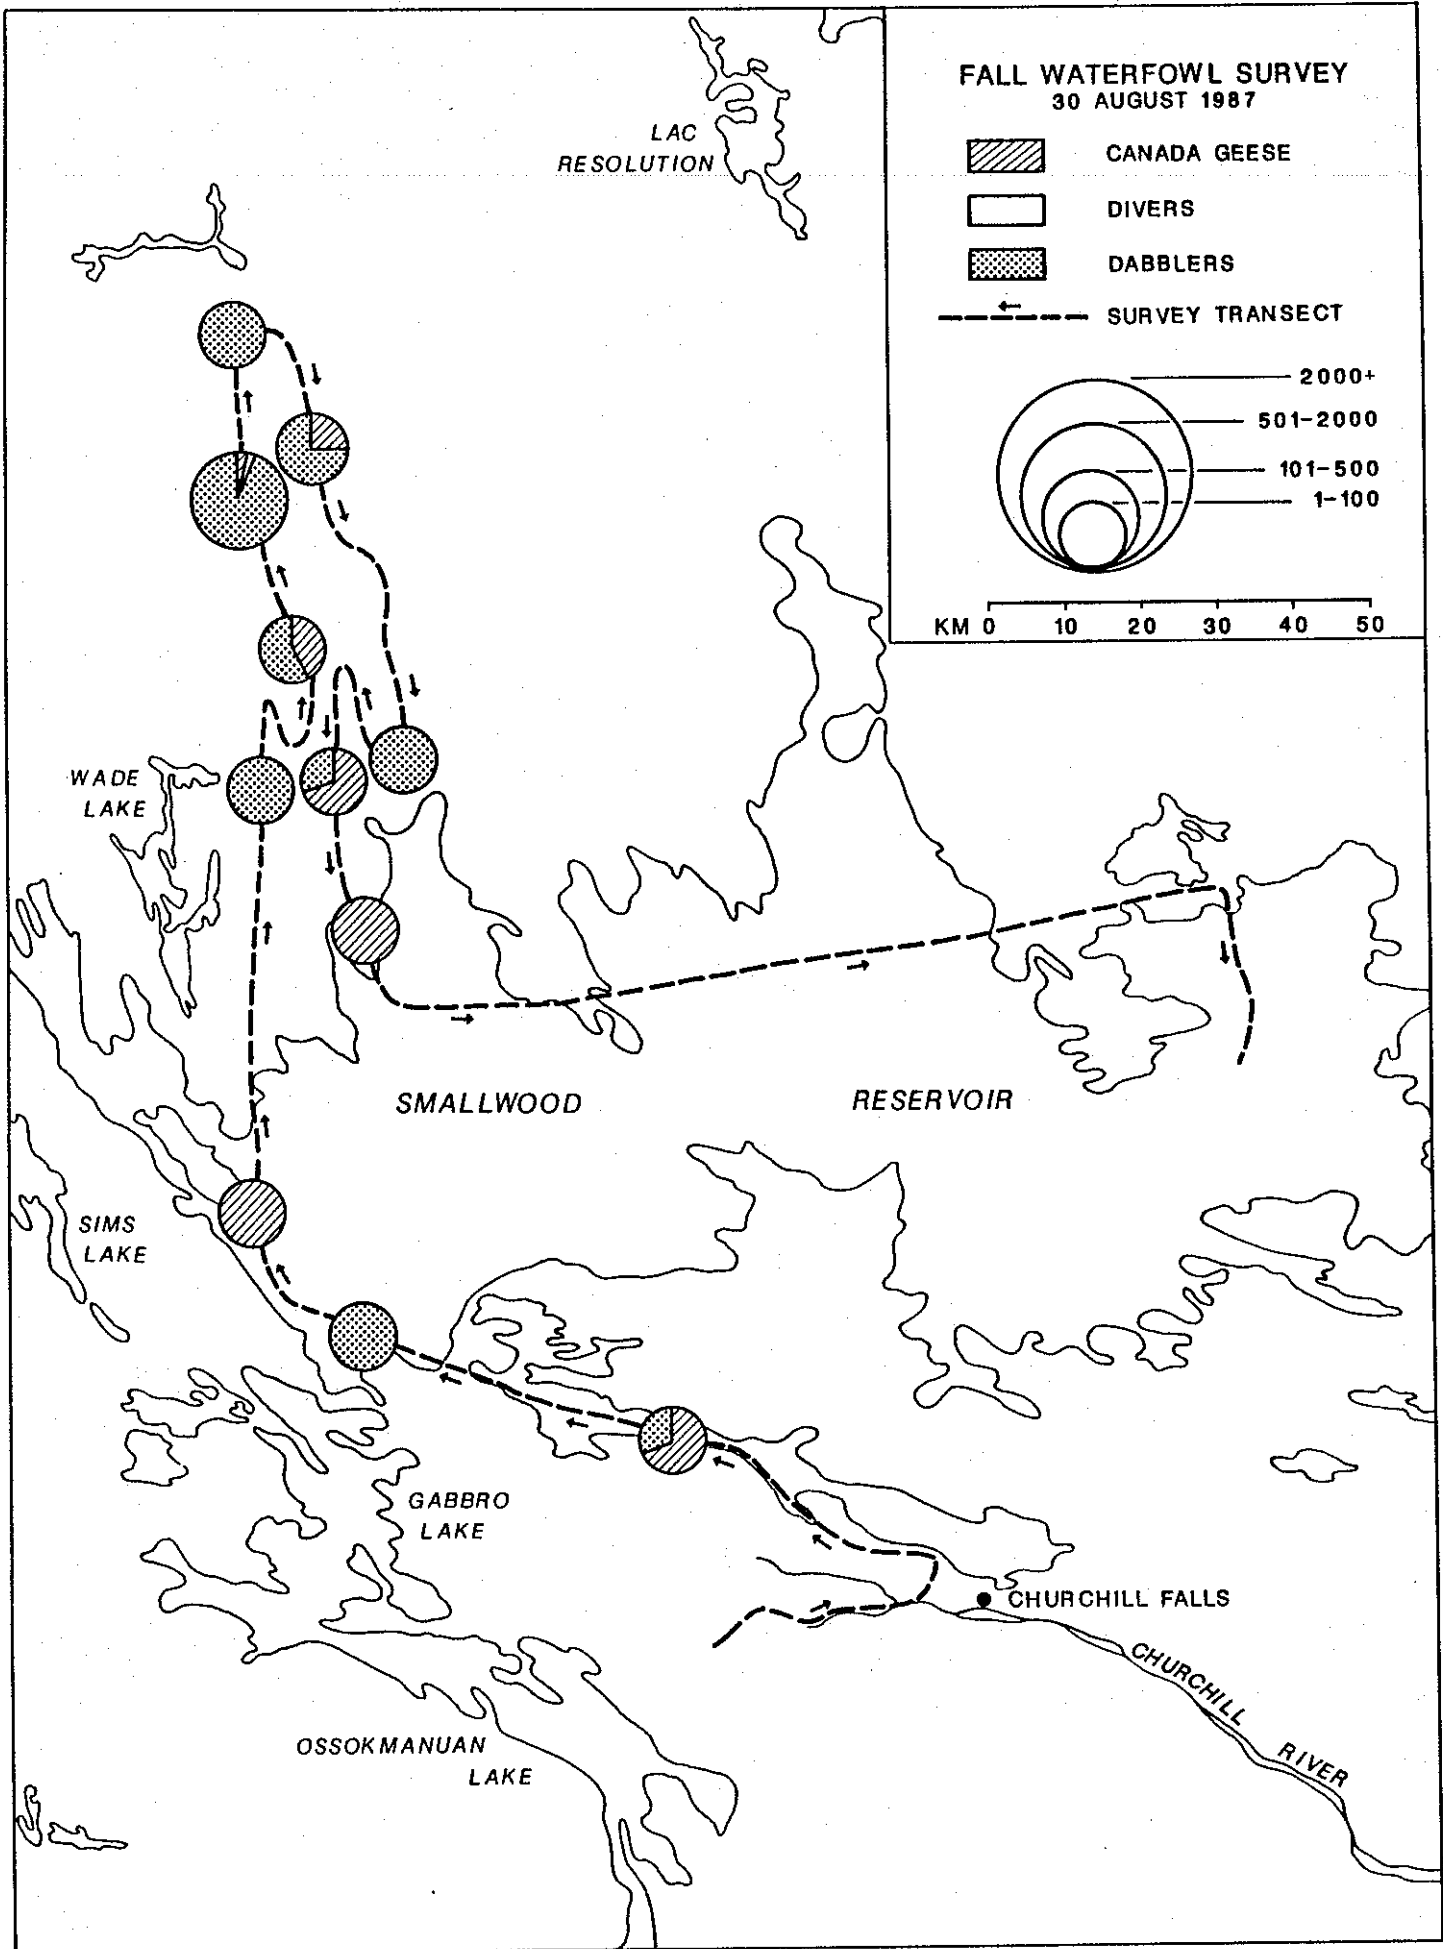 FALL WATERFOWL SURVEY
30 AUGUST 1987
CANADA GEESE
DIVERS
DABBLERS
SURVEY TRANSECT
2000+
501-2000
101-500
1-100
KM 0 10 20 30 40 50
LAC
RESOLUTION
WADE
LAKE
SMALLWOOD RESERVOIR
SIMS
LAKE
GABBRO
LAKE
CHURCHILL FALLS
CHURCHILL RIVER
OSSOKMANUAN
LAKE